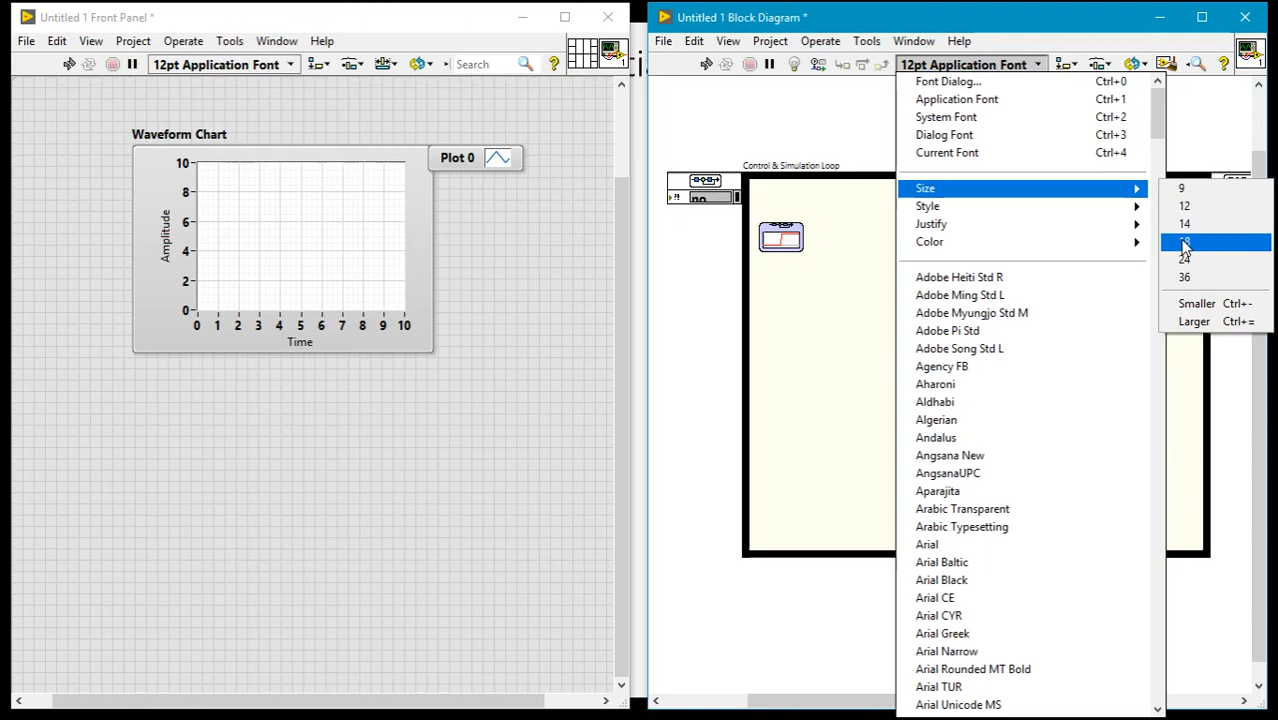 Untitled 1 Front Panel *
File Edit View Project Operate Tools Window Help
12pt Application Font
Search
Waveform Chart
Plot 0
10
8
6
4
2
0
Amplitude
0 1 2 3 4 5 6 7 8 9 10
Time
Untitled 1 Block Diagram *
File Edit View Project Operate Tools Window Help
12pt Application Font
Control & Simulation Loop
Font Dialog... Ctrl+0
Application Font Ctrl+1
System Font Ctrl+2
Dialog Font Ctrl+3
Current Font Ctrl+4
Size
Style
Justify
Color
Adobe Heiti Std R
Adobe Ming Std L
Adobe Myungjo Std M
Adobe Pi Std
Adobe Song Std L
Agency FB
Aharoni
Aldhabi
Algerian
Andalus
Angsana New
AngsanaUPC
Aparajita
Arabic Transparent
Arabic Typesetting
Arial
Arial Baltic
Arial Black
Arial CE
Arial CYR
Arial Greek
Arial Narrow
Arial Rounded MT Bold
Arial TUR
Arial Unicode MS
9
12
14
24
36
Smaller Ctrl+-
Larger Ctrl+=